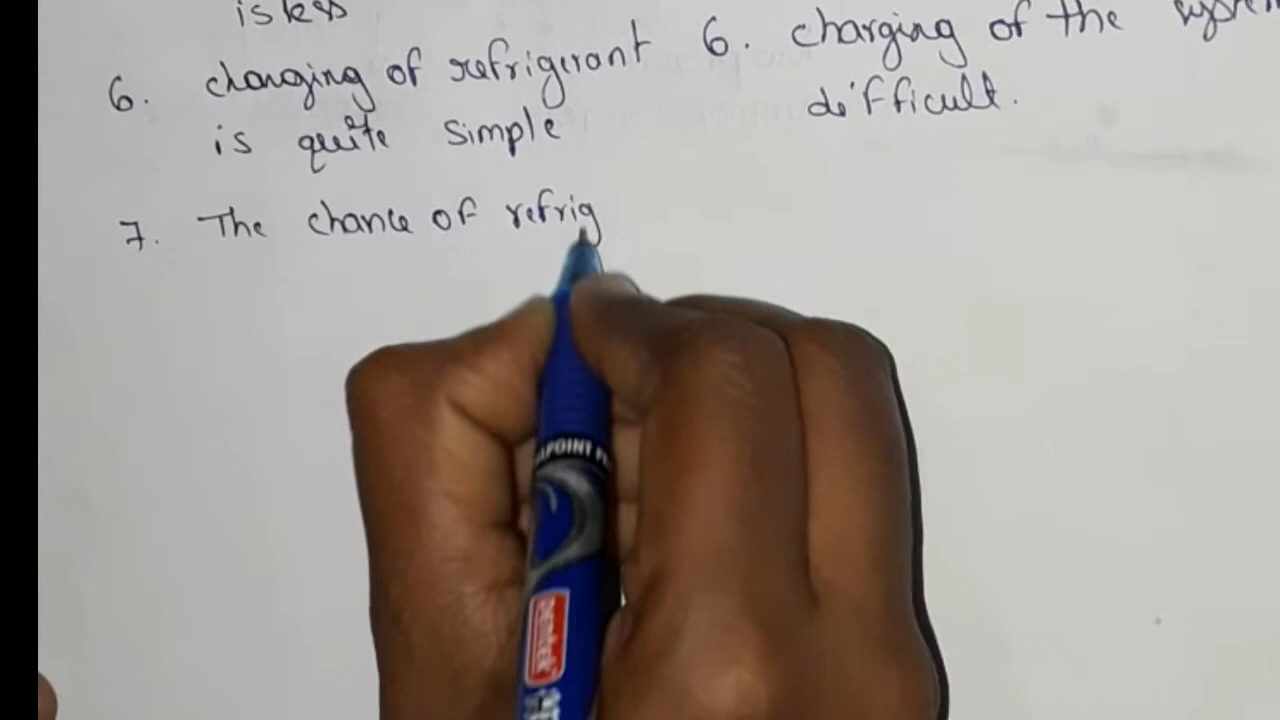 is less
6. charging of refrigerant
is quite simple
6. charging of the system
difficult.
7. The chance of refrig